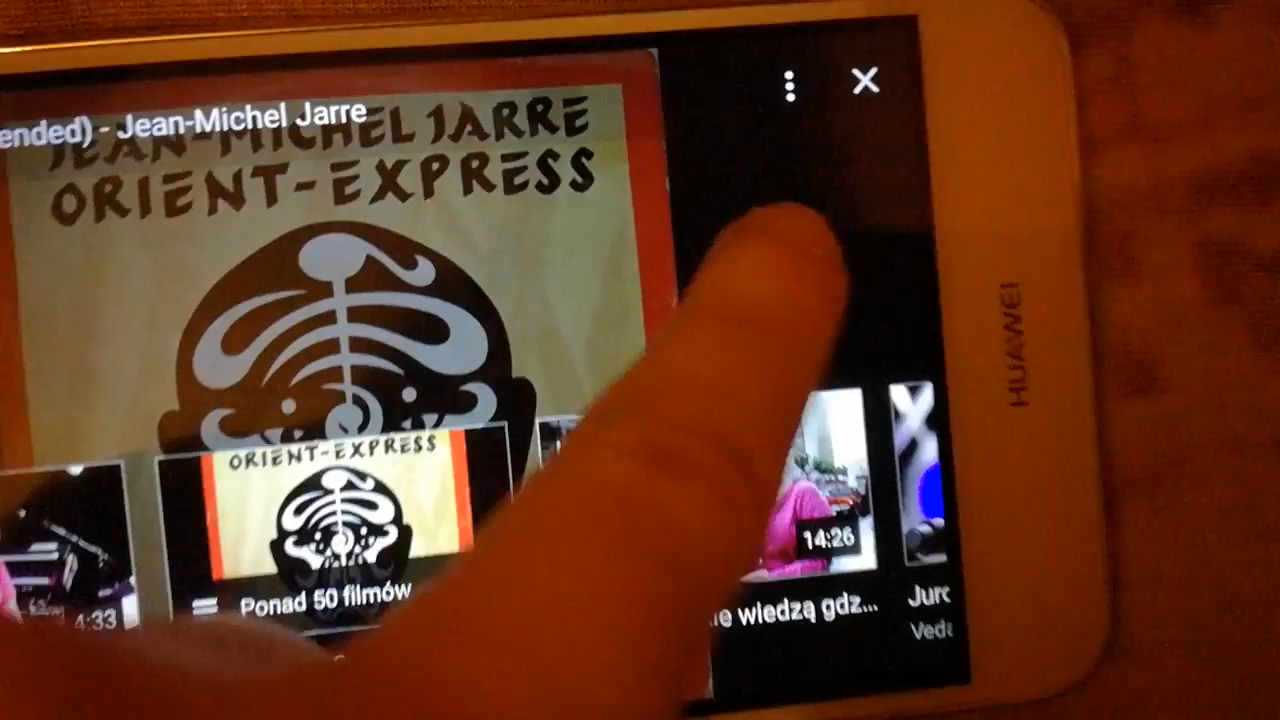 ended) - Jean-Michel Jarre
JEAN-MICHEL JARRE
ORIENT-EXPRESS
ORIENT-EXPRESS
4:33
Ponad 50 filmów
14:26
wiedzą gdz...
HUAWEI